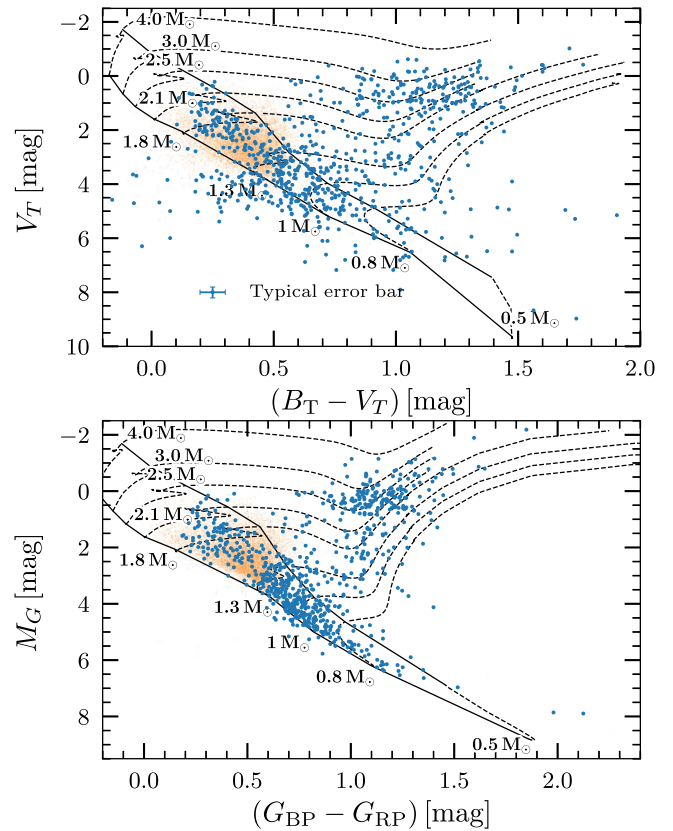 −2
0
2
4
6
8
10
V_T [mag]
4.0 M☉
3.0 M☉
2.5 M☉
2.1 M☉
1.8 M☉
1.3 M
1 M☉
0.8 M☉
0.5 M☉
Typical error bar
0.0 0.5 1.0 1.5 2.0
(B_T − V_T) [mag]
−2
0
2
4
6
8
M_G [mag]
4.0 M☉
3.0 M☉
2.5 M☉
2.1 M☉
1.8 M☉
1.3 M☉
1 M☉
0.8 M☉
0.5 M☉
0.0 0.5 1.0 1.5 2.0
(G_BP − G_RP) [mag]